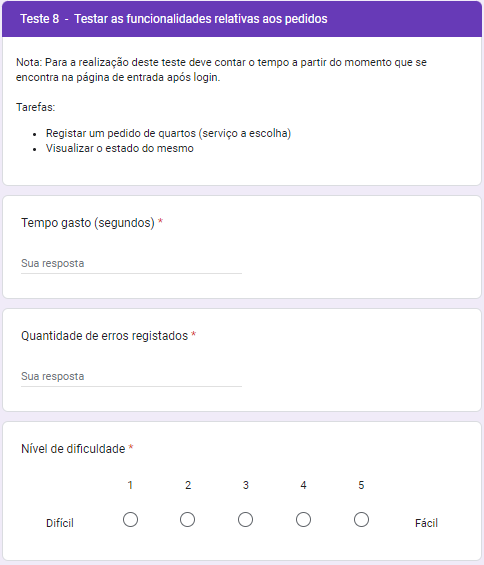 Teste 8 - Testar as funcionalidades relativas aos pedidos
Nota: Para a realização deste teste deve contar o tempo a partir do momento que se
encontra na página de entrada após login.
Tarefas:
• Registar um pedido de quartos (serviço a escolha)
• Visualizar o estado do mesmo
Tempo gasto (segundos) *
Sua resposta
Quantidade de erros registados *
Sua resposta
Nível de dificuldade *
1 2 3 4 5
Difícil Fácil